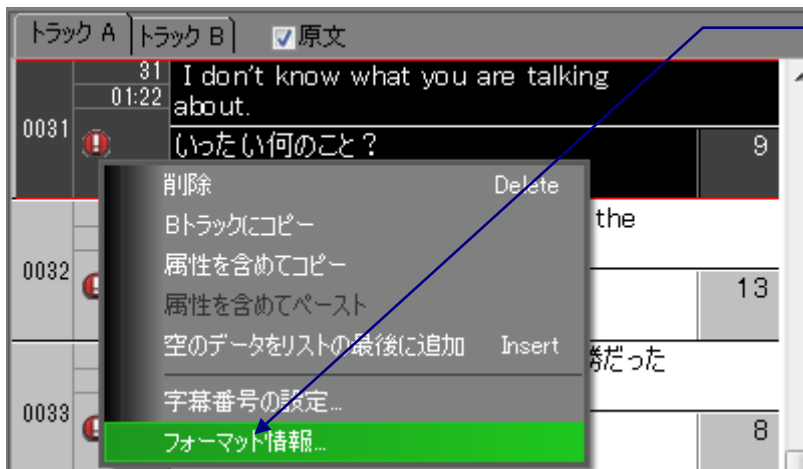 トラック A トラック B 原文
31
01:22
0031
I don't know what you are talking
about.
いったい何のこと？ 9
削除 Delete
Bトラックにコピー
the
属性を含めてコピー
0032
13
属性を含めてペースト
空のデータをリストの最後に追加 Insert
勝だった
字幕番号の設定...
0033
8
フォーマット情報...